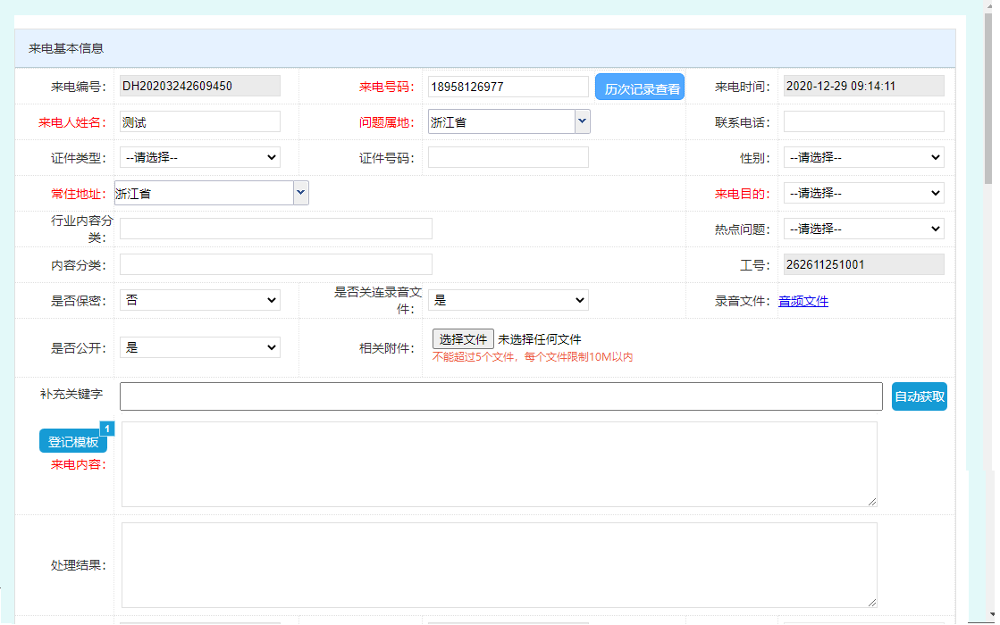 来电基本信息
来电编号： DH20203242609450 来电号码： 18958126977 历次记录查看 来电时间： 2020-12-29 09:14:11
来电人姓名： 测试 问题属地： 浙江省 联系电话：
证件类型： --请选择-- 证件号码： 性别： --请选择--
常住地址： 浙江省 来电目的： --请选择--
行业内容分类： 热点问题： --请选择--
内容分类： 工号： 262611251001
是否保密： 否 是否关连录音文件： 是 录音文件： 音频文件
是否公开： 是 相关附件： 选择文件 未选择任何文件
不能超过5个文件，每个文件限制10M以内
补充关键字 自动获取
登记模板 1
来电内容：
处理结果：